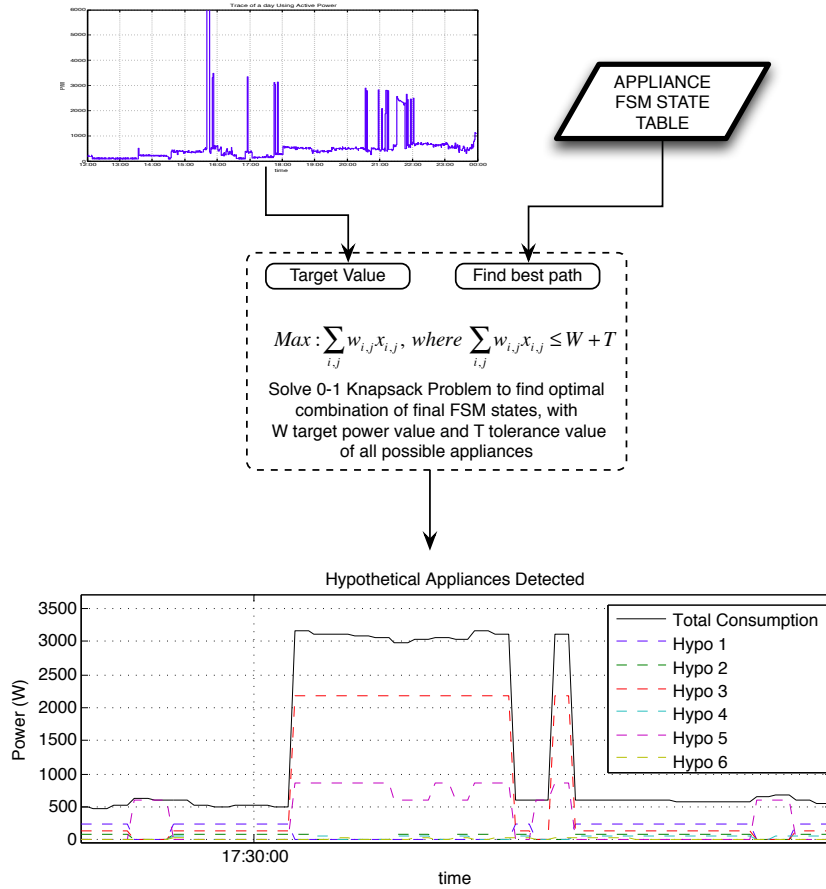 Trace of a day Using Active Power
6000
5000
4000
3000
2000
1000
0
12:00 13:00 14:00 15:00 16:00 17:00 18:00 19:00 20:00 21:00 22:00 23:00 00:00
time
APPLIANCE
FSM STATE
TABLE
Target Value
Find best path
Max : ∑ w_{i,j} x_{i,j}, where ∑ w_{i,j} x_{i,j} ≤ W + T
i,j i,j
Solve 0-1 Knapsack Problem to find optimal
combination of final FSM states, with
W target power value and T tolerance value
of all possible appliances
Hypothetical Appliances Detected
Power (W)
3500
3000
2500
2000
1500
1000
500
0
17:30:00
time
Total Consumption
Hypo 1
Hypo 2
Hypo 3
Hypo 4
Hypo 5
Hypo 6